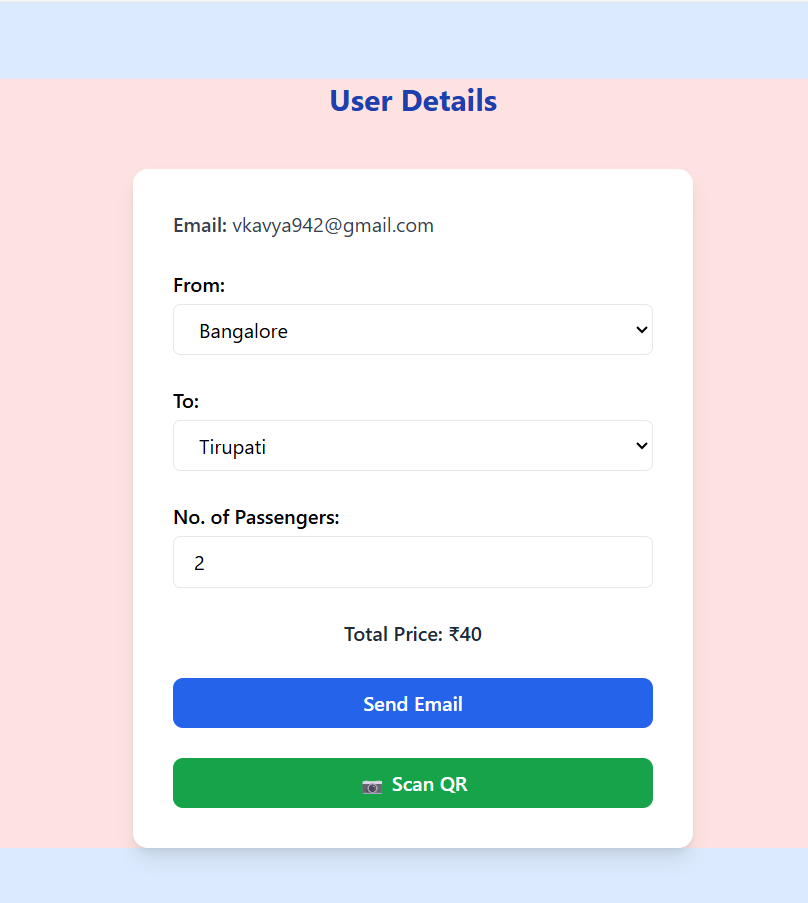 User Details
Email: vkavya942@gmail.com
From:
Bangalore
To:
Tirupati
No. of Passengers:
2
Total Price: ₹40
Send Email
📷 Scan QR